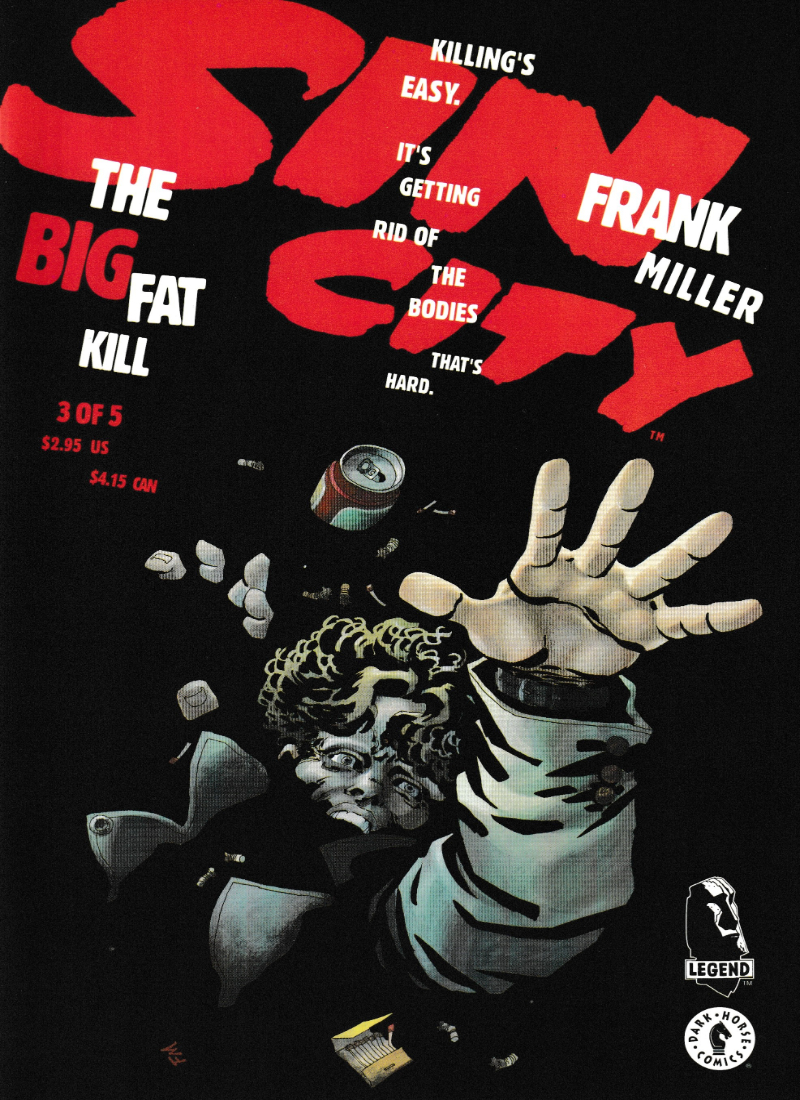 SIN
CITY
TM
KILLING'S
EASY.
IT'S
GETTING
RID OF
THE
BODIES
THAT'S
HARD.
FRANK
MILLER
THE
BIG
FAT
KILL
3 OF 5
$2.95 US
$4.15 CAN
FM
LEGEND
TM
DARK HORSE
COMICS